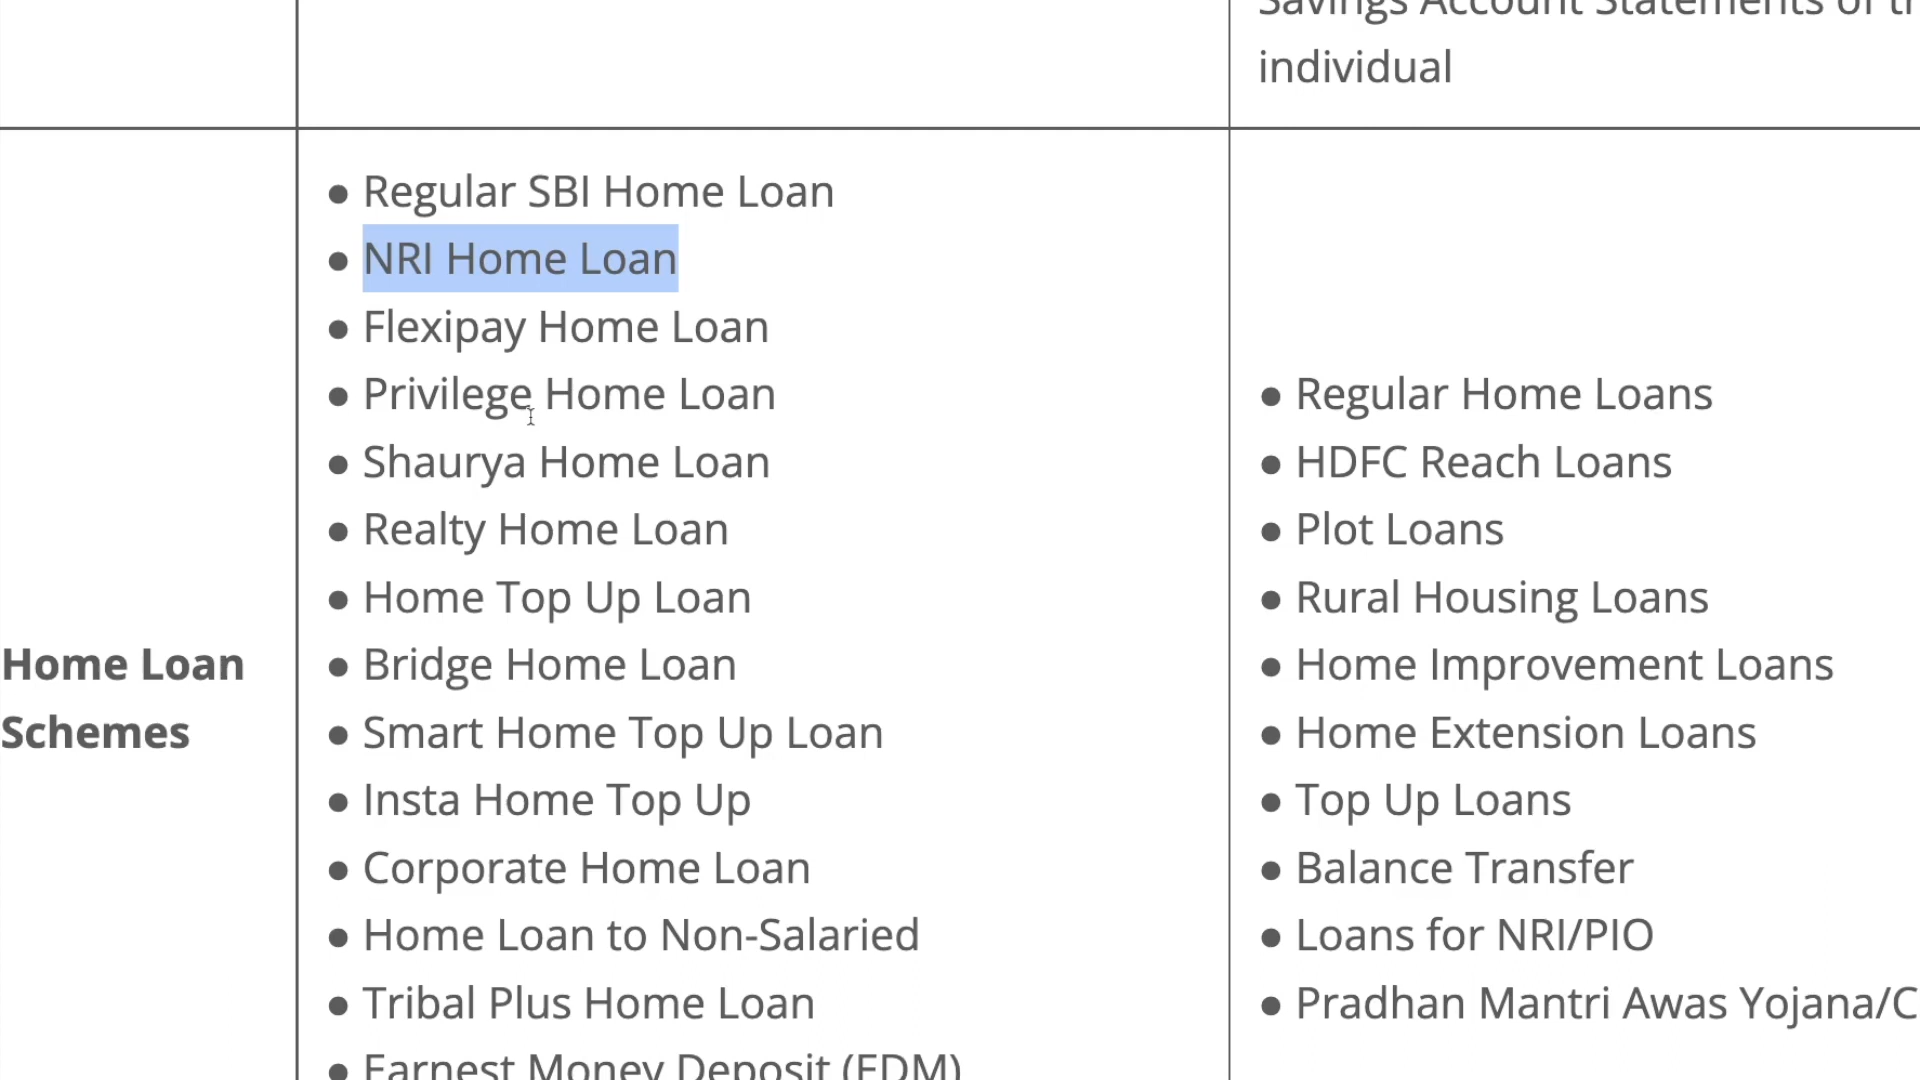 Savings Account Statements of
individual
Home Loan
Schemes
● Regular SBI Home Loan
● NRI Home Loan
● Flexipay Home Loan
● Privilege Home Loan
● Shaurya Home Loan
● Realty Home Loan
● Home Top Up Loan
● Bridge Home Loan
● Smart Home Top Up Loan
● Insta Home Top Up
● Corporate Home Loan
● Home Loan to Non-Salaried
● Tribal Plus Home Loan
● Earnest Money Deposit (EDM)
● Regular Home Loans
● HDFC Reach Loans
● Plot Loans
● Rural Housing Loans
● Home Improvement Loans
● Home Extension Loans
● Top Up Loans
● Balance Transfer
● Loans for NRI/PIO
● Pradhan Mantri Awas Yojana/C